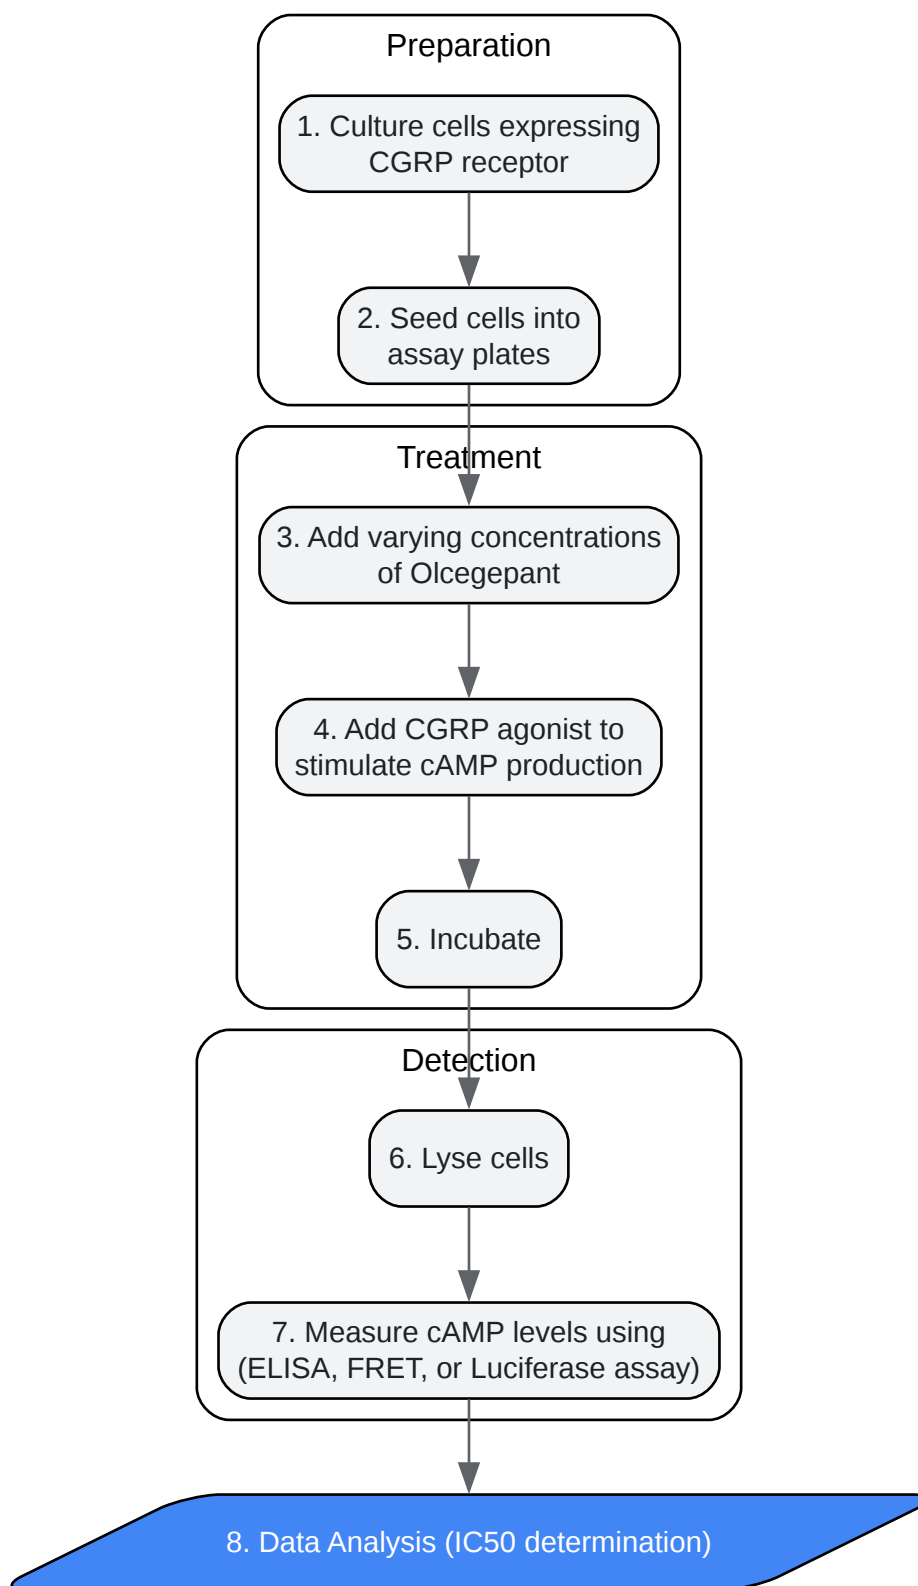 Preparation
1. Culture cells expressing
CGRP receptor
2. Seed cells into
assay plates
Treatment
3. Add varying concentrations
of Olcegepant
4. Add CGRP agonist to
stimulate cAMP production
5. Incubate
Detection
6. Lyse cells
7. Measure cAMP levels using
(ELISA, FRET, or Luciferase assay)
8. Data Analysis (IC50 determination)